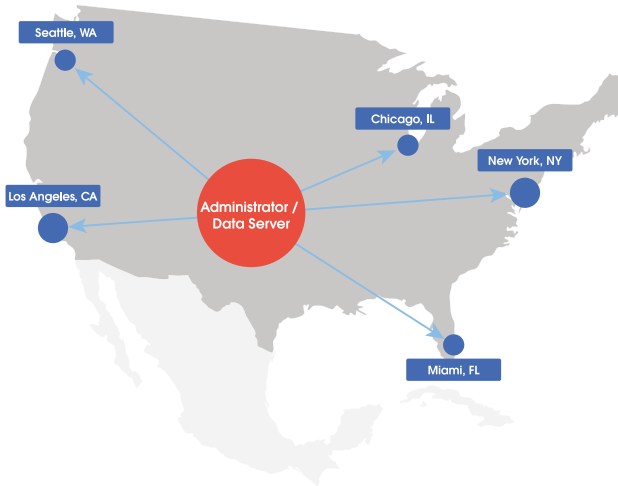 Seattle, WA
Chicago, IL
New York, NY
Los Angeles, CA
Administrator /
Data Server
Miami, FL